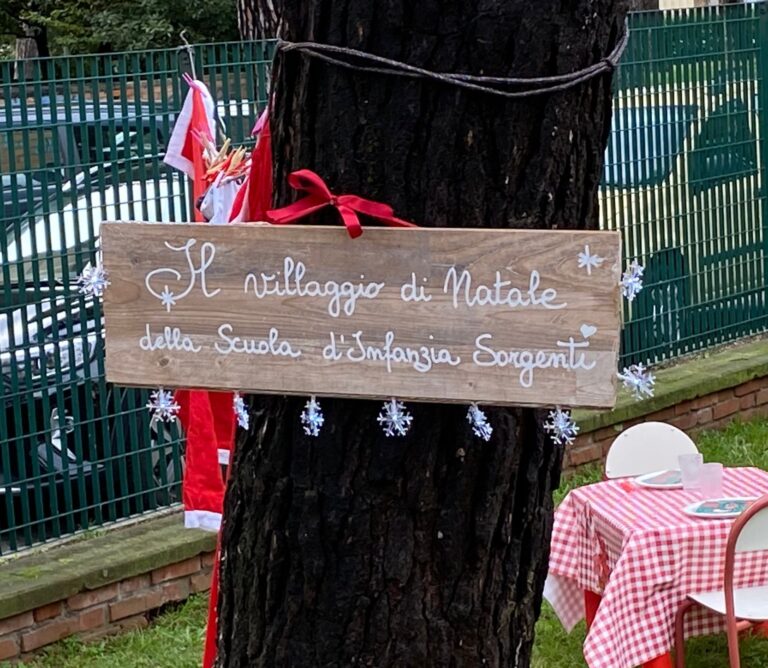 Il villaggio di Natale
della Scuola d'Infanzia Sorgenti